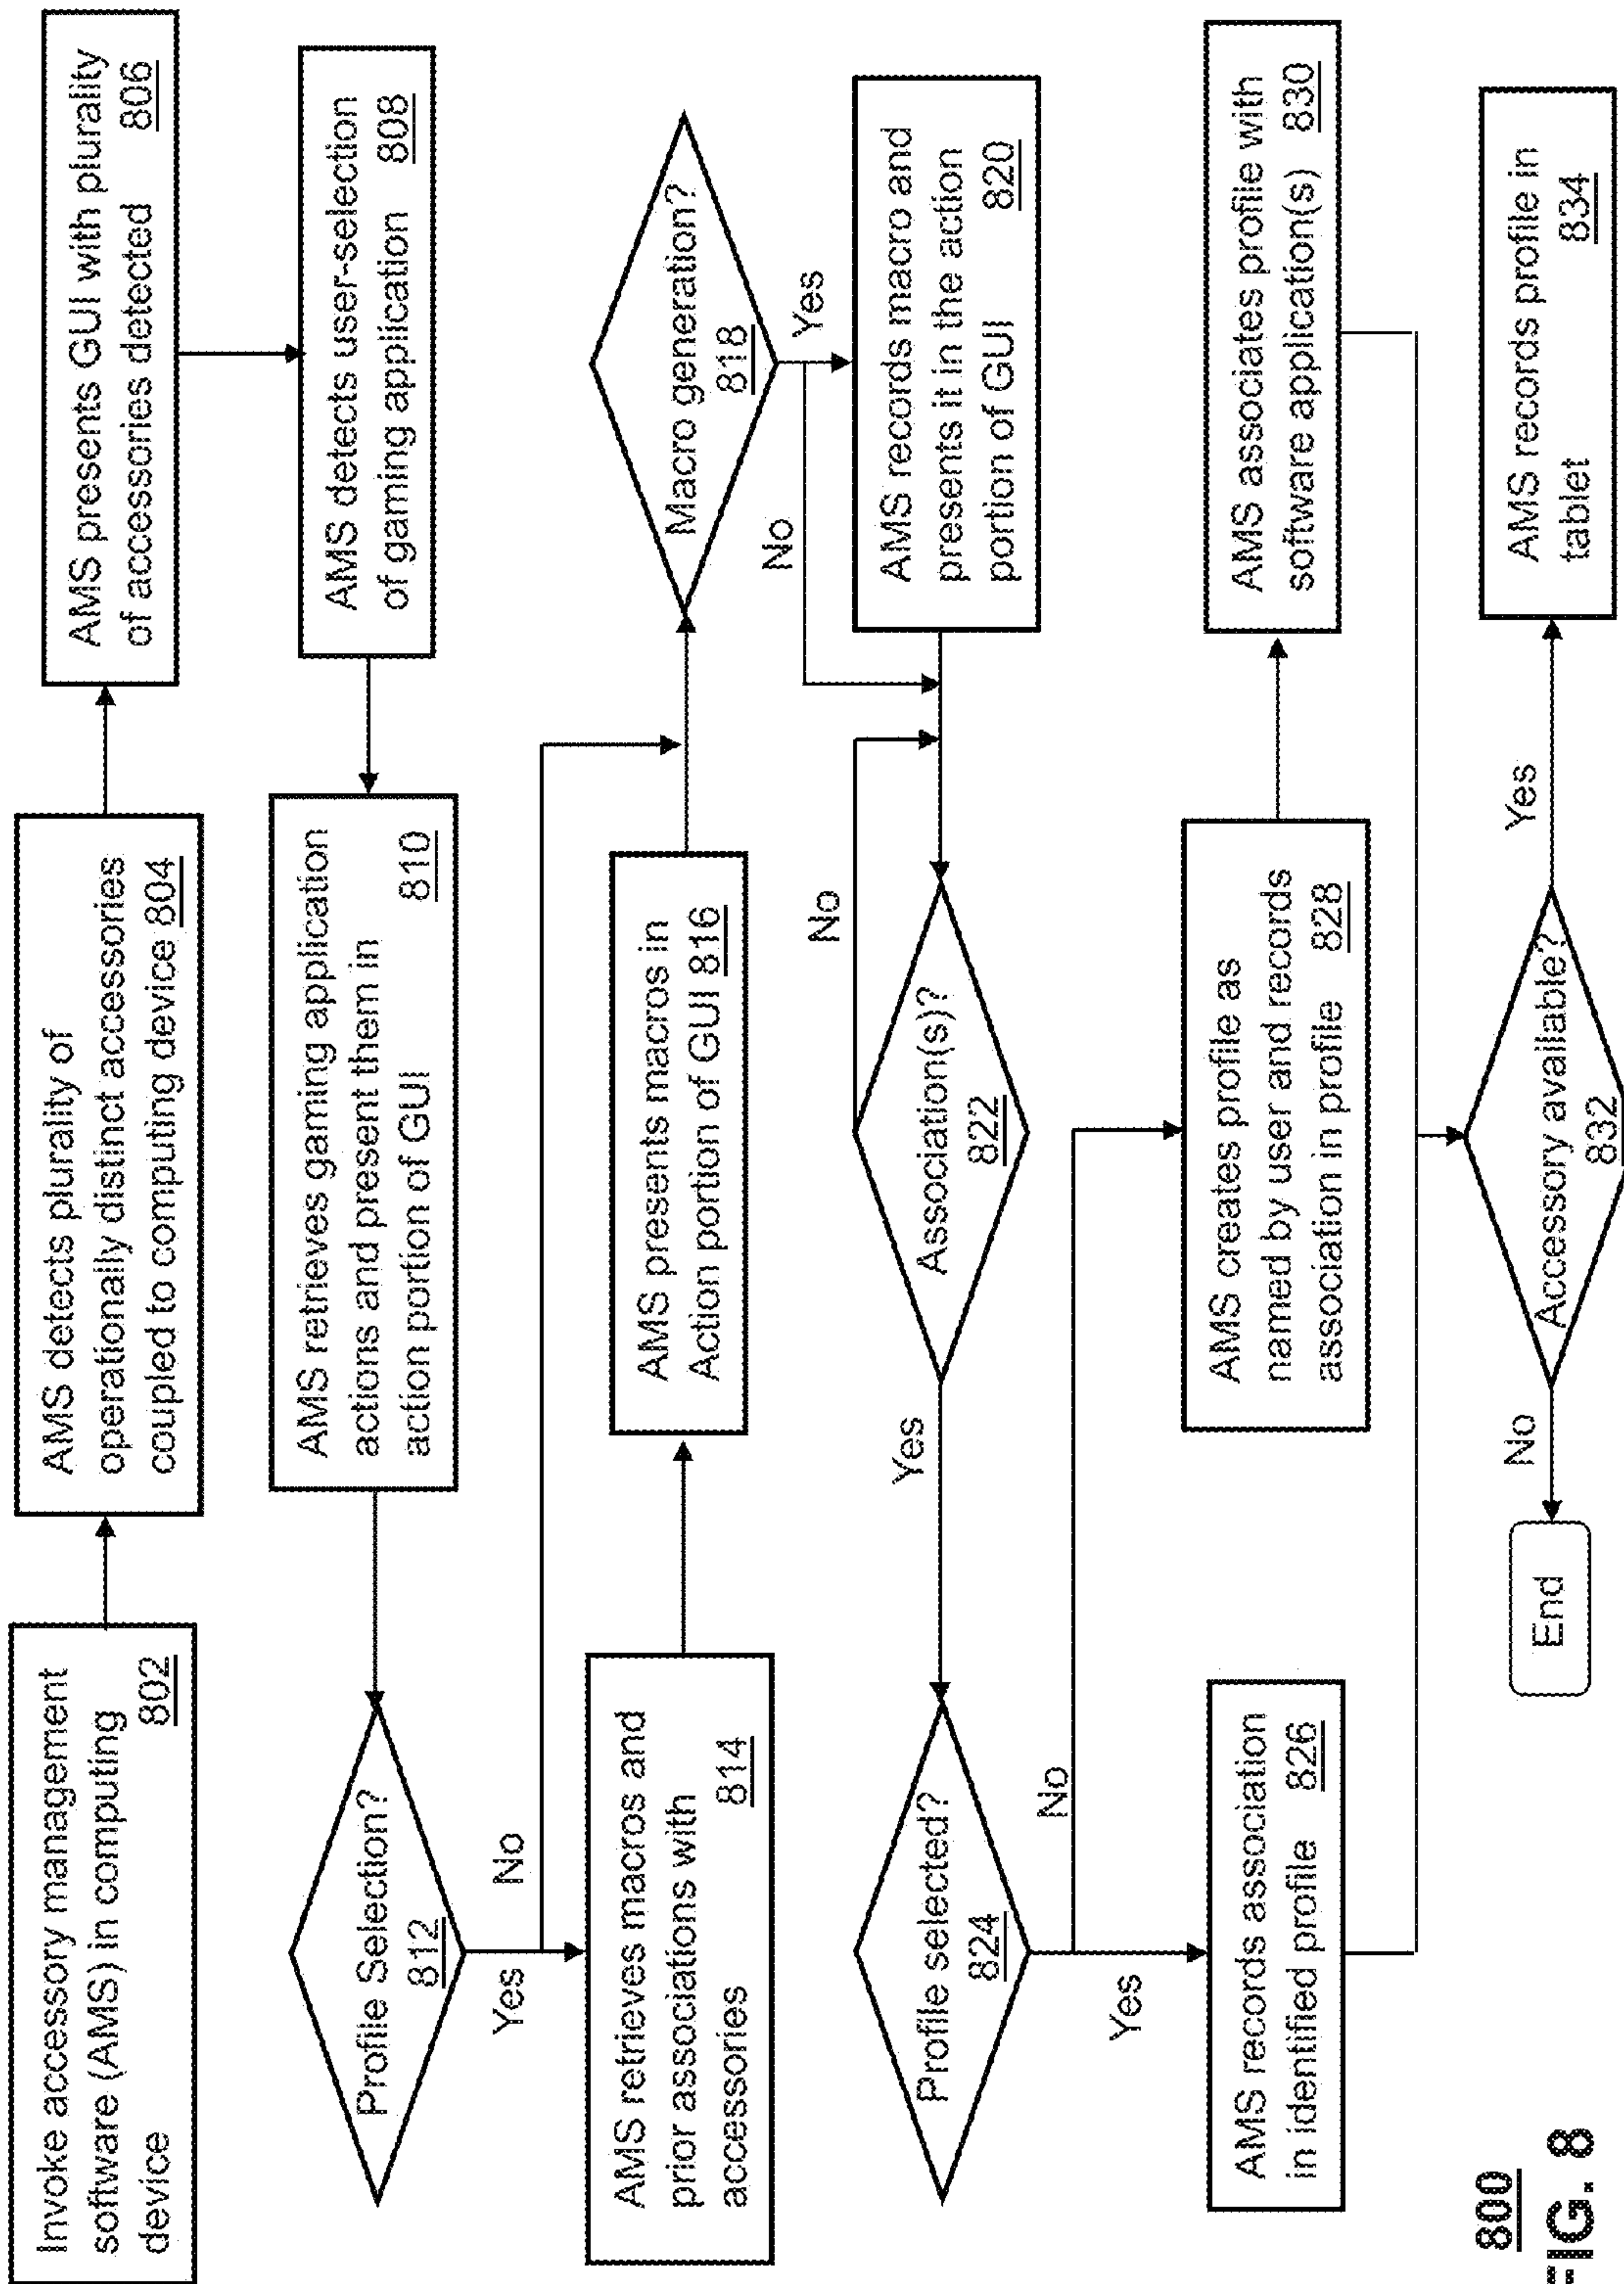 Invoke accessory management
software (AMS) in computing
device 802
AMS detects plurality of
operationally distinct accessories
coupled to computing device 804
AMS presents GUI with plurality
of accessories detected 806
AMS detects user-selection
of gaming application 808
AMS retrieves gaming application
actions and present them in
action portion of GUI 810
Profile Selection?
812
Yes
No
AMS retrieves macros and
prior associations with
accessories 814
AMS presents macros in
Action portion of GUI 816
Macro generation?
818
No
Yes
AMS records macro and
presents it in the action
portion of GUI 820
Association(s)?
822
No
Yes
Profile selected?
824
No
Yes
AMS records association
in identified profile 826
AMS creates profile as
named by user and records
association in profile 828
AMS associates profile with
software application(s) 830
Accessory available?
832
No
Yes
End
AMS records profile in
tablet 834
800
FIG. 8